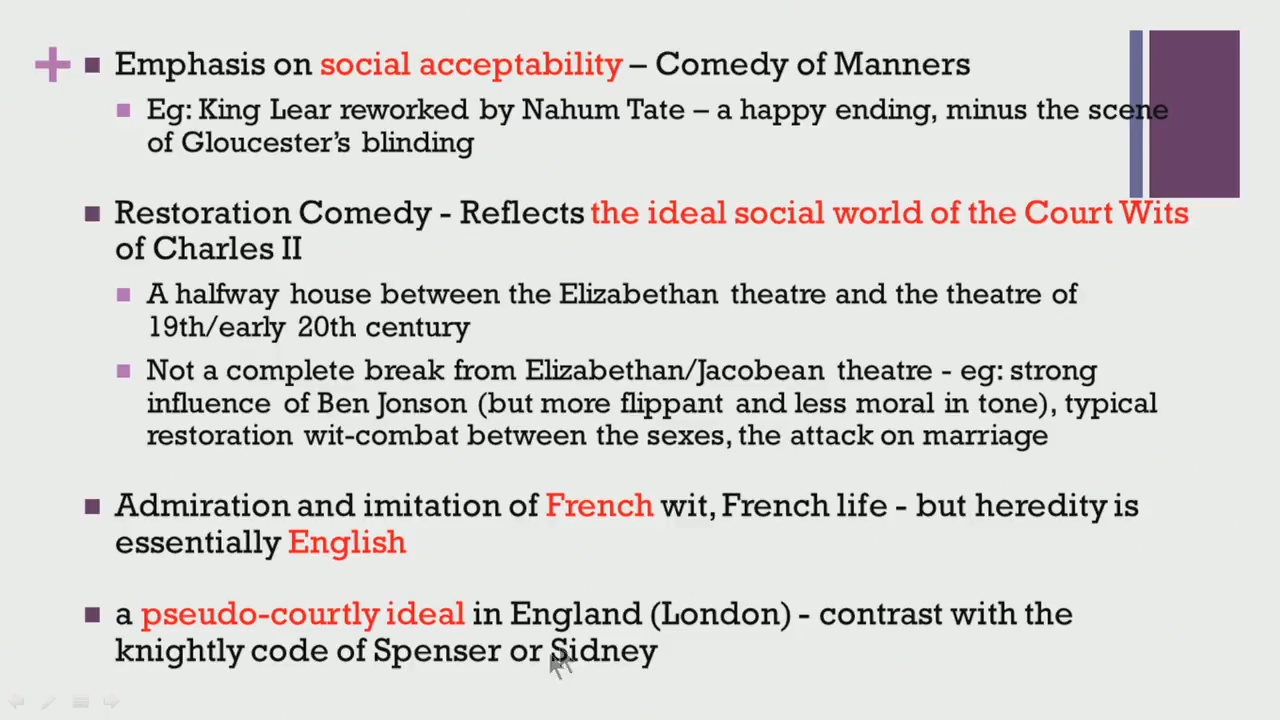 Emphasis on social acceptability – Comedy of Manners
Eg: King Lear reworked by Nahum Tate – a happy ending, minus the scene
of Gloucester’s blinding
Restoration Comedy - Reflects the ideal social world of the Court Wits
of Charles II
A halfway house between the Elizabethan theatre and the theatre of
19th/early 20th century
Not a complete break from Elizabethan/Jacobean theatre - eg: strong
influence of Ben Jonson (but more flippant and less moral in tone), typical
restoration wit-combat between the sexes, the attack on marriage
Admiration and imitation of French wit, French life - but heredity is
essentially English
a pseudo-courtly ideal in England (London) - contrast with the
knightly code of Spenser or Sidney